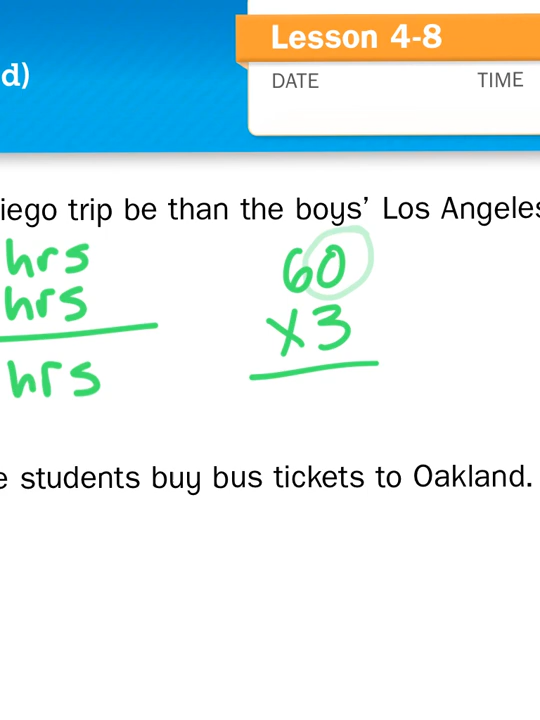 Lesson 4-8
d)
DATE TIME
iego trip be than the boys' Los Angeles
hrs 60
hrs x3
hrs
e students buy bus tickets to Oakland.